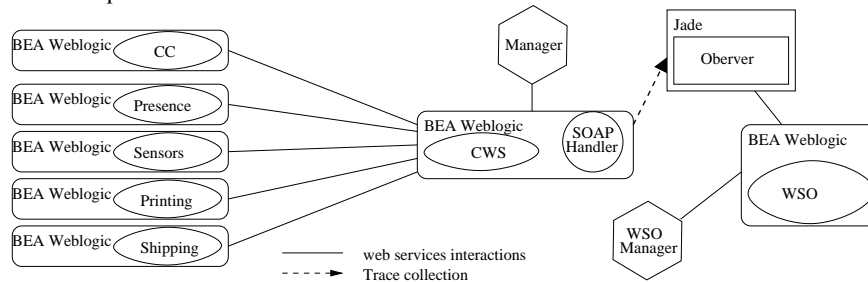 BEA Weblogic
CC
BEA Weblogic
Presence
BEA Weblogic
Sensors
BEA Weblogic
Printing
BEA Weblogic
Shipping
Manager
BEA Weblogic
CWS
SOAP
Handler
Jade
Oberver
BEA Weblogic
WSO
WSO
Manager
web services interactions
Trace collection